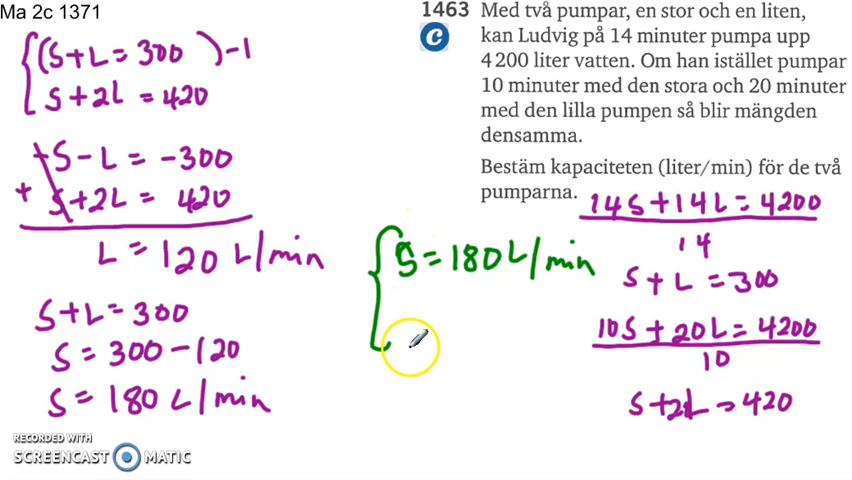 Ma 2c 1371
(S+L=300)-1
S+2L=420
-S-L=-300
+ S+2L=420
L=120 L/min
S+L=300
S=300-120
S=180 L/min
RECORDED WITH
SCREENCAST MATIC
S=180 L/min
1463 Med två pumpar, en stor och en liten,
C kan Ludvig på 14 minuter pumpa upp
4 200 liter vatten. Om han istället pumpar
10 minuter med den stora och 20 minuter
med den lilla pumpen så blir mängden
densamma.
Bestäm kapaciteten (liter/min) för de två
pumparna.
14S+14L=4200
14
S+L=300
10S+20L=4200
10
S+2L=420